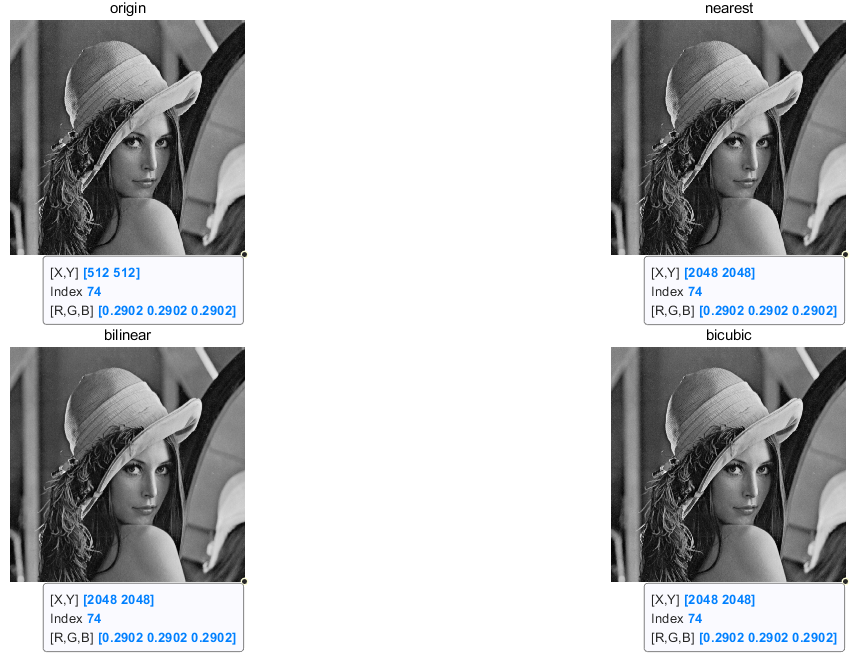 origin
nearest
[X,Y] [512 512]
Index 74
[R,G,B] [0.2902 0.2902 0.2902]
[X,Y] [2048 2048]
Index 74
[R,G,B] [0.2902 0.2902 0.2902]
bilinear
bicubic
[X,Y] [2048 2048]
Index 74
[R,G,B] [0.2902 0.2902 0.2902]
[X,Y] [2048 2048]
Index 74
[R,G,B] [0.2902 0.2902 0.2902]